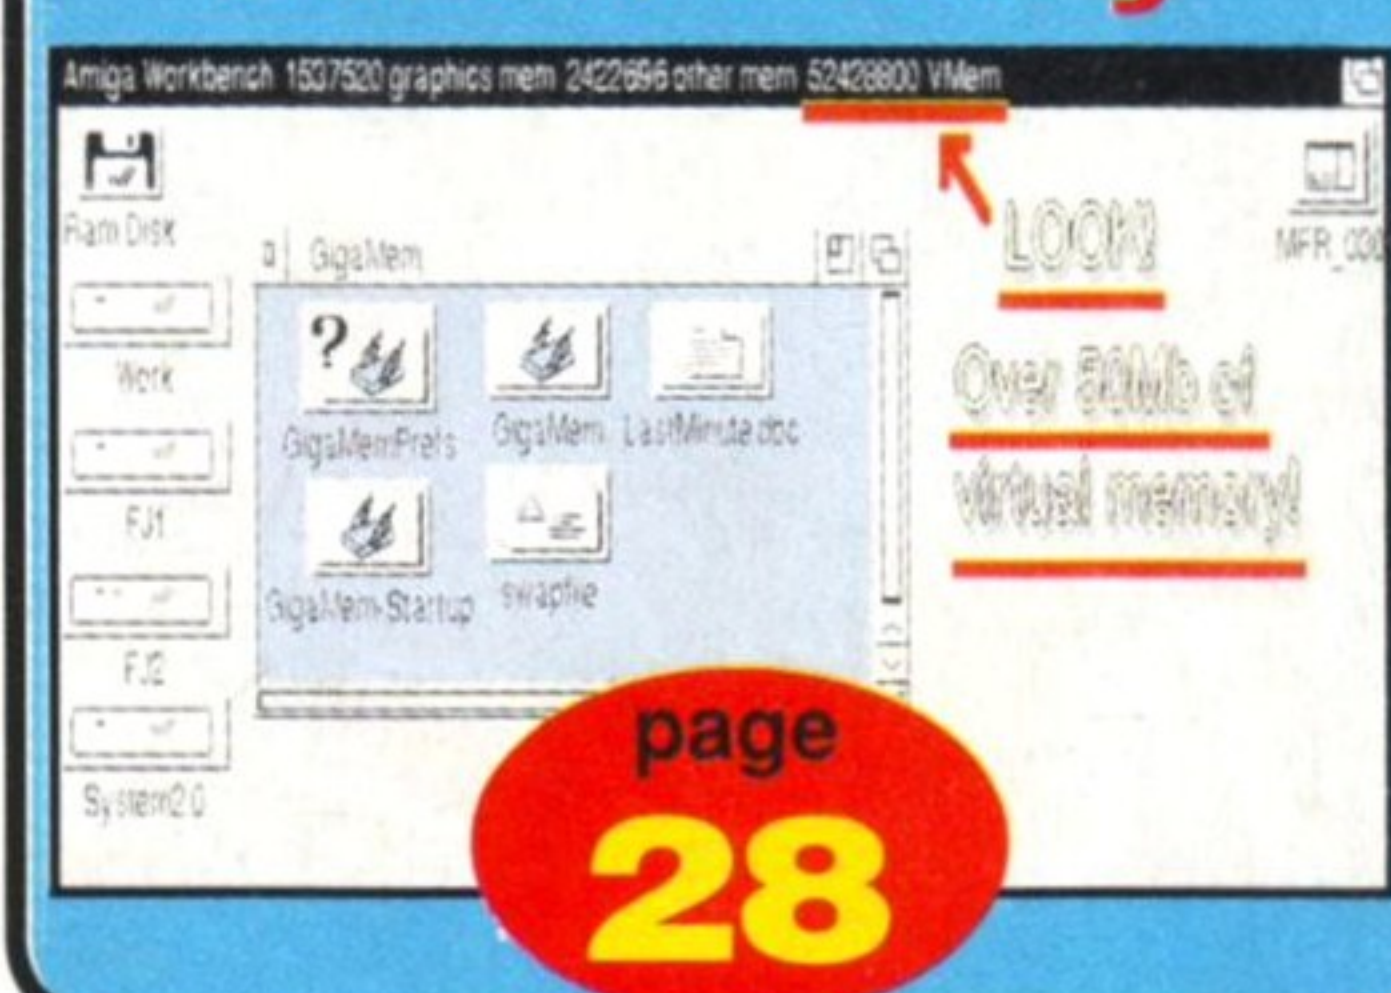 Amiga Workbench 1537520 graphics mem 2422696 other mem 52428800 VMem
Ram Disk
Work
FJ1
FJ2
System2.0
GigaMem
GigaMemPrefs
GigaMem
LastMinute.doc
GigaMem-Startup
swapfile
LOOK!
Over 50Mb of
virtual memory!
MFR_030
page
28